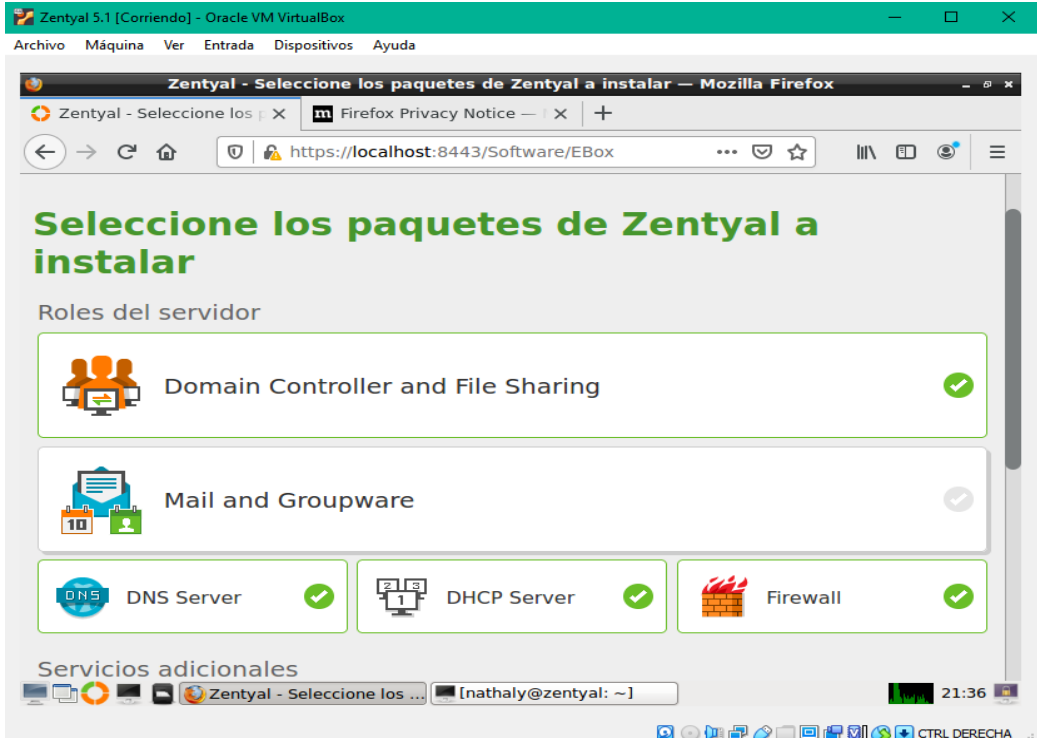 Zentyal 5.1 [Corriendo] - Oracle VM VirtualBox
Archivo Máquina Ver Entrada Dispositivos Ayuda
Zentyal - Seleccione los paquetes de Zentyal a instalar — Mozilla Firefox
Zentyal - Seleccione los p
Firefox Privacy Notice —
https://localhost:8443/Software/EBox
Seleccione los paquetes de Zentyal a
instalar
Roles del servidor
Domain Controller and File Sharing
10
Mail and Groupware
DNS
DNS Server
2 3
1
DHCP Server
Firewall
Servicios adicionales
Zentyal - Seleccione los ...
[nathaly@zentyal: ~]
21:36
CTRL DERECHA